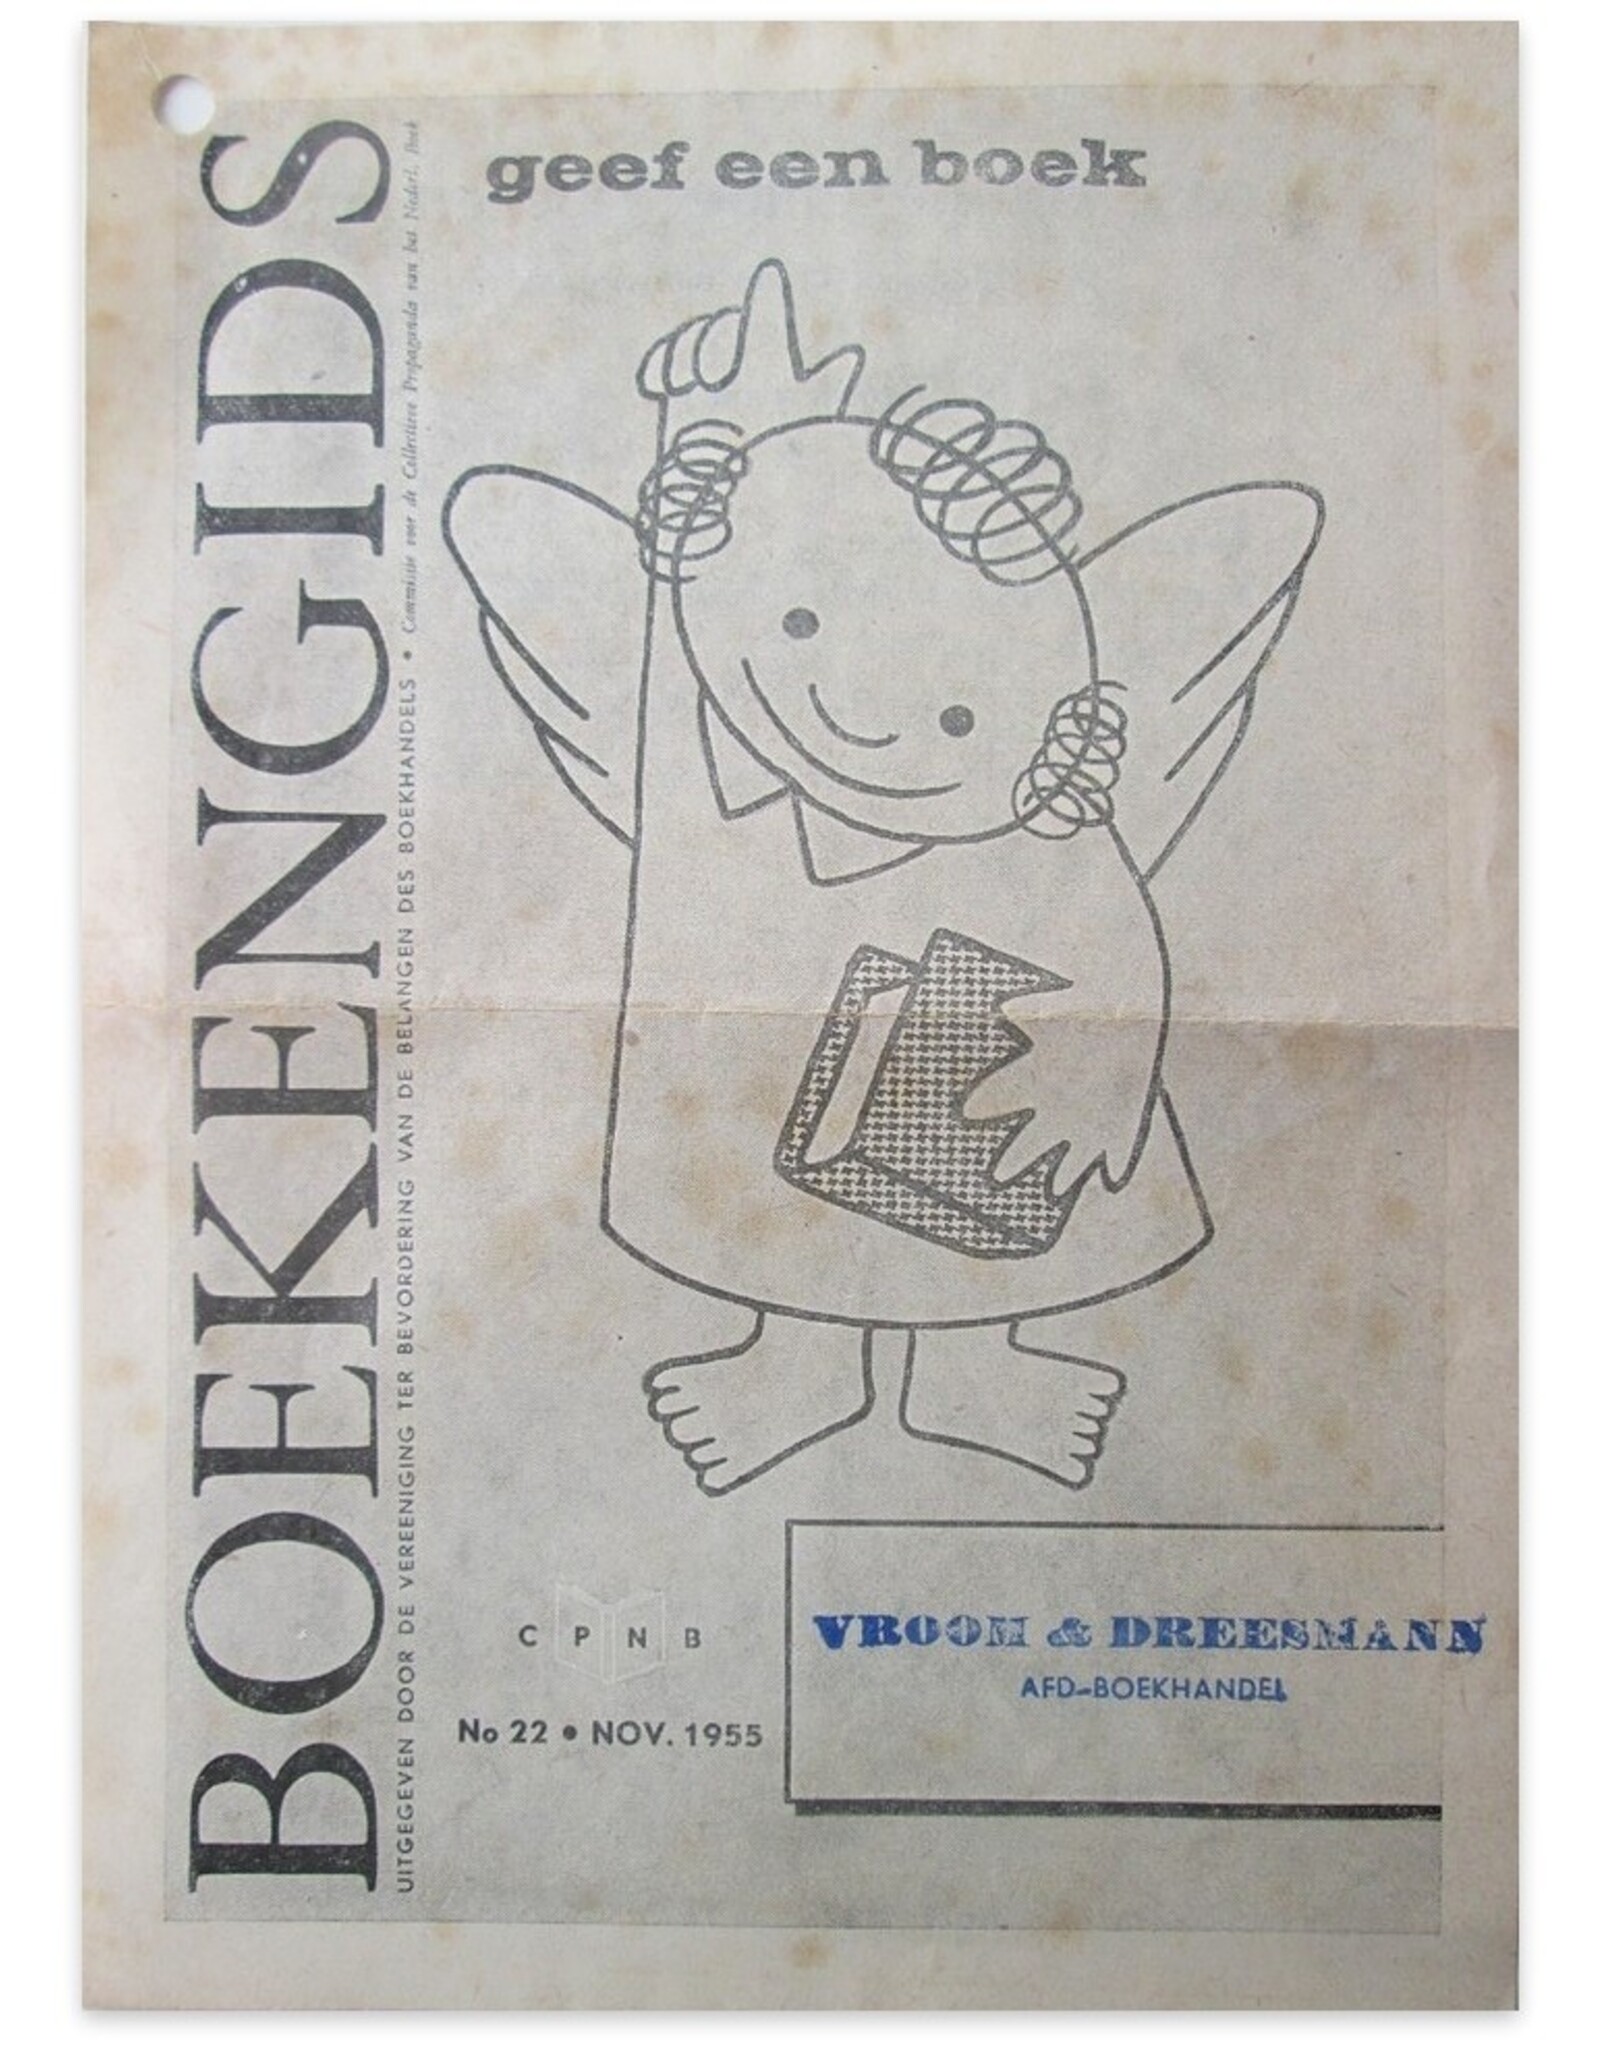 BOEKENGIDS
UITGEGEVEN DOOR DE VEREENIGING TER BEVORDERING VAN DE BELANGEN DES BOEKHANDELS • Commissie voor de Collectieve Propaganda van het Nederl. Boek
geef een boek
C P N B
No 22 • NOV. 1955
VROOM & DREESMANN
AFD-BOEKHANDEL